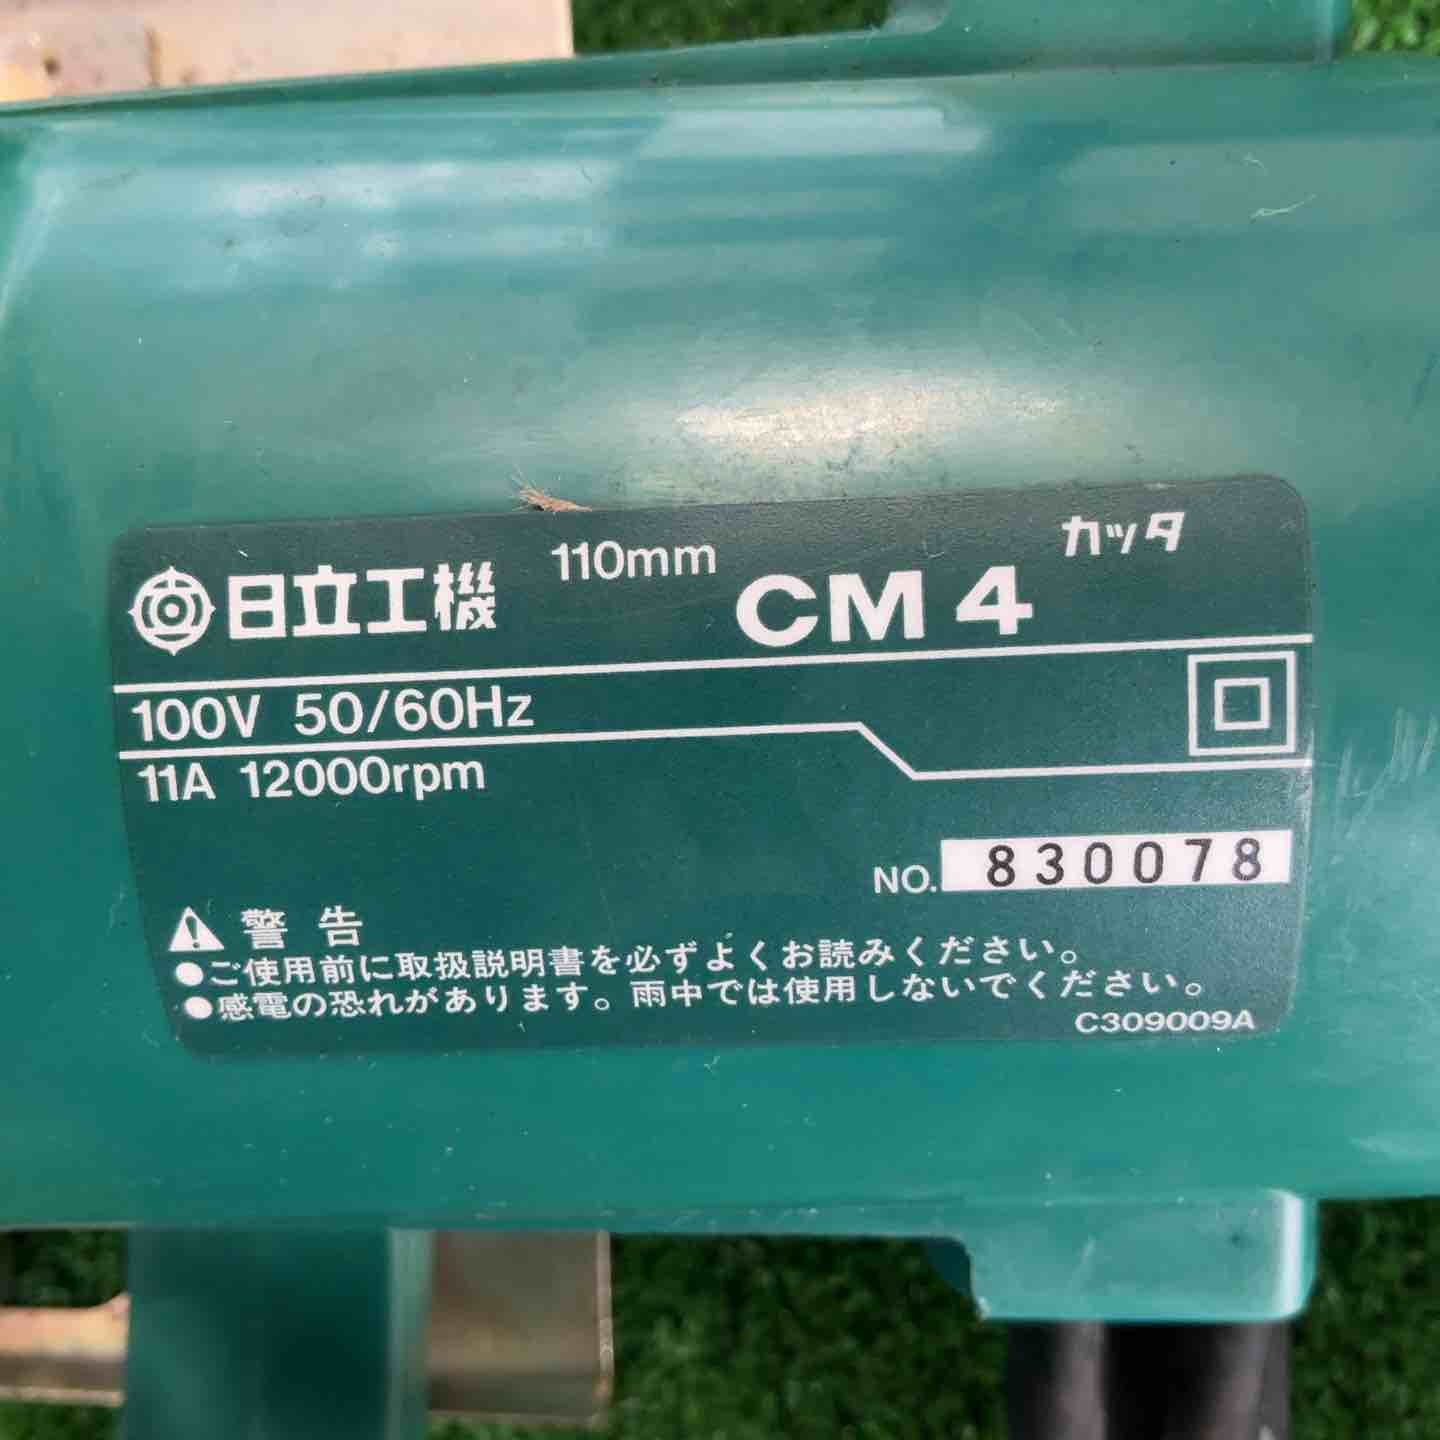 日立工機 110mm CM4 カッタ
100V 50/60Hz
11A 12000rpm
NO. 830078
警告
●ご使用前に取扱説明書を必ずよくお読みください。
●感電の恐れがあります。雨中では使用しないでください。
C309009A